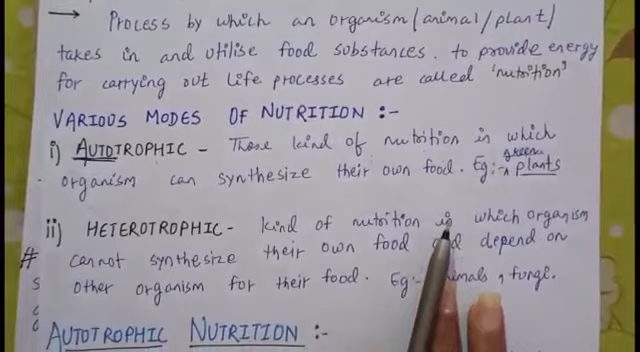 → Process by which an organism/animal/plant/
takes in and utilise food substances. to provide energy
for carrying out life processes are called 'nutrition'
VARIOUS MODES OF NUTRITION :-
i) AUTOTROPHIC - Those kind of nutrition in which
organism can synthesize their own food. Eg:- green plants
ii) HETEROTROPHIC - kind of nutrition in which organism
# cannot synthesize their own food and depend on
other organism for their food. Eg:- Animals, fungi.
AUTOTROPHIC NUTRITION :-